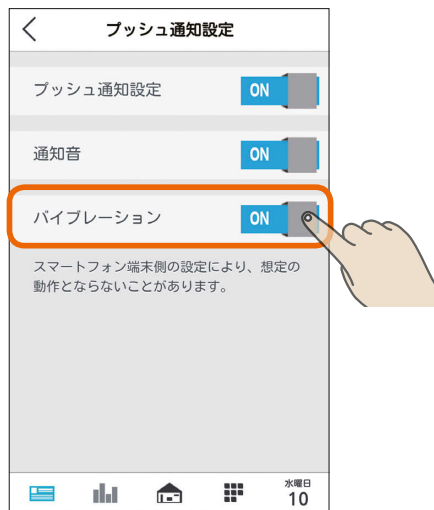 プッシュ通知設定
プッシュ通知設定 ON
通知音 ON
バイブレーション ON
スマートフォン端末側の設定により、想定の
動作とならないことがあります。
水曜日
10